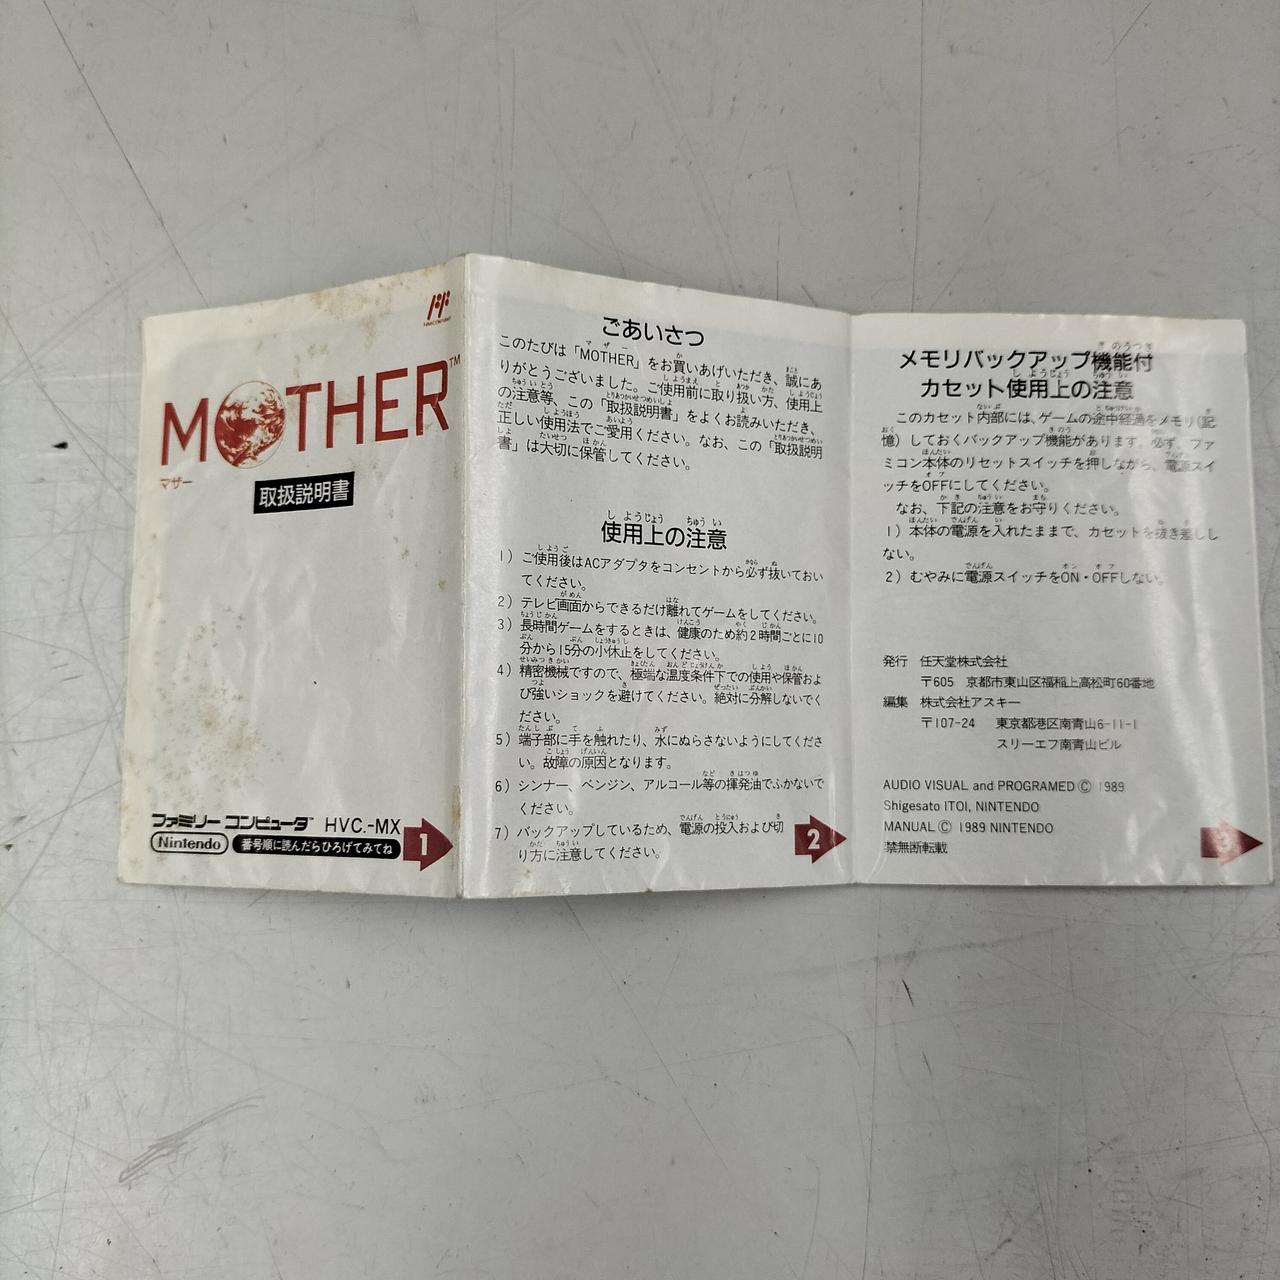 FAMICOM FAMILY
MOTHER™
マザー
取扱説明書
ファミリーコンピュータ HVC.-MX
Nintendo 番号順に読んだらひろげてみてね
1
ごあいさつ
このたびは「MOTHER」をお買いあげいただき、誠にあ
りがとうございました。ご使用前に取り扱い方、使用上
の注意等、この「取扱説明書」をよくお読みいただき、
正しい使用法でご愛用ください。なお、この「取扱説明
書」は大切に保管してください。
使用上の注意
1）ご使用後はACアダプタをコンセントから必ず抜いておい
てください。
2）テレビ画面からできるだけ離れてゲームをしてください。
3）長時間ゲームをするときは、健康のため約2時間ごとに10
分から15分の小休止をしてください。
4）精密機械ですので、極端な温度条件下での使用や保管およ
び強いショックを避けてください。絶対に分解しないでく
ださい。
5）端子部に手を触れたり、水にぬらさないようにしてくださ
い。故障の原因となります。
6）シンナー、ベンジン、アルコール等の揮発油でふかないで
ください。
7）バックアップしているため、電源の投入および切
り方に注意してください。
2
メモリバックアップ機能付
カセット使用上の注意
このカセット内部には、ゲームの途中経過をメモリ（記
憶）しておくバックアップ機能があります。必ず、ファ
ミコン本体のリセットスイッチを押しながら、電源スイ
ッチをOFFにしてください。
なお、下記の注意をお守りください。
1）本体の電源を入れたままで、カセットを抜き差しし
ない。
2）むやみに電源スイッチをON・OFFしない。
発行 任天堂株式会社
〒605 京都市東山区福稲上高松町60番地
編集 株式会社アスキー
〒107-24 東京都港区南青山6-11-1
スリーエフ南青山ビル
AUDIO VISUAL and PROGRAMED Ⓒ 1989
Shigesato ITOI, NINTENDO
MANUAL Ⓒ 1989 NINTENDO
禁無断転載
3